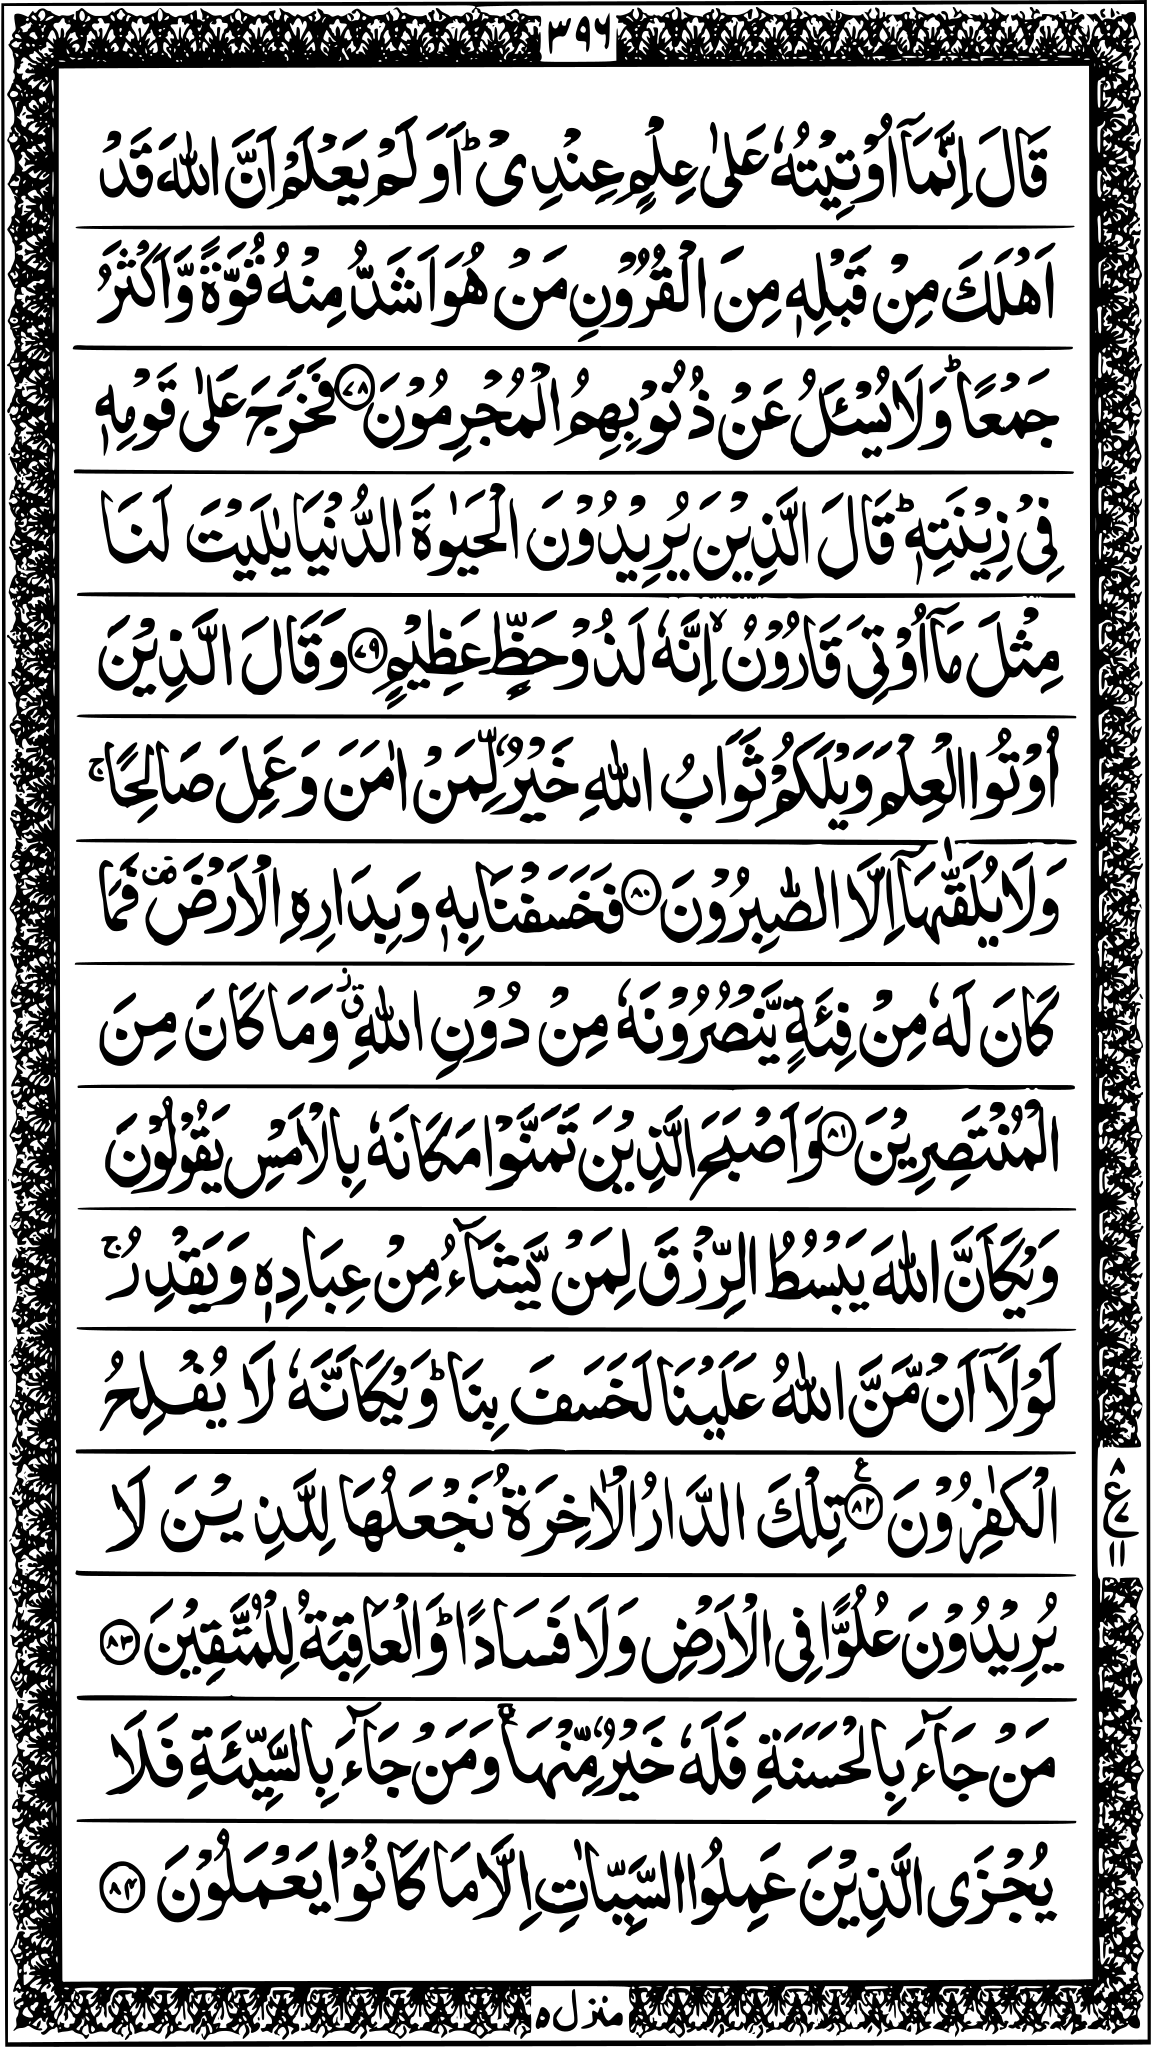 ٣٩٦
قَالَ اِنَّمَاۤ اُوْتِيْتُهٗ عَلٰى عِلْمٍ عِنْدِىْ ؕ اَوَ لَمْ يَعْلَمْ اَنَّ اللّٰهَ قَدْ
اَهْلَكَ مِنْ قَبْلِهٖ مِنَ الْقُرُوْنِ مَنْ هُوَ اَشَدُّ مِنْهُ قُوَّةً وَّاَكْثَرُ
جَمْعًا ؕ وَلَا يُسْئَلُ عَنْ ذُنُوْبِهِمُ الْمُجْرِمُوْنَ ﴿٧٨﴾ فَخَرَجَ عَلٰى قَوْمِهٖ
فِىْ زِيْنَتِهٖ ؕ قَالَ الَّذِيْنَ يُرِيْدُوْنَ الْحَيٰوةَ الدُّنْيَا يٰلَيْتَ لَنَا
مِثْلَ مَاۤ اُوْتِىَ قَارُوْنُ ۙ اِنَّهٗ لَذُوْ حَظٍّ عَظِيْمٍ ﴿٧٩﴾ وَقَالَ الَّذِيْنَ
اُوْتُوا الْعِلْمَ وَيْلَكُمْ ثَوَابُ اللّٰهِ خَيْرٌ لِّمَنْ اٰمَنَ وَعَمِلَ صَالِحًا ۚ
وَلَا يُلَقّٰٮهَاۤ اِلَّا الصّٰبِرُوْنَ ﴿٨٠﴾ فَخَسَفْنَا بِهٖ وَبِدَارِهِ الْاَرْضَ ۫ فَمَا
كَانَ لَهٗ مِنْ فِئَةٍ يَّنْصُرُوْنَهٗ مِنْ دُوْنِ اللّٰهِ ۗ وَمَا كَانَ مِنَ
الْمُنْتَصِرِيْنَ ﴿٨١﴾ وَاَصْبَحَ الَّذِيْنَ تَمَنَّوْا مَكَانَهٗ بِالْاَمْسِ يَقُوْلُوْنَ
وَيْكَاَنَّ اللّٰهَ يَبْسُطُ الرِّزْقَ لِمَنْ يَّشَآءُ مِنْ عِبَادِهٖ وَيَقْدِرُ ۚ
لَوْلَاۤ اَنْ مَّنَّ اللّٰهُ عَلَيْنَا لَخَسَفَ بِنَا ؕ وَيْكَاَنَّهٗ لَا يُفْلِحُ
الْكٰفِرُوْنَ ﴿٨٢﴾ ع تِلْكَ الدَّارُ الْاٰخِرَةُ نَجْعَلُهَا لِلَّذِيْنَ لَا
٨
ع
٧
١١
يُرِيْدُوْنَ عُلُوًّا فِى الْاَرْضِ وَلَا فَسَادًا ؕ وَالْعَاقِبَةُ لِلْمُتَّقِيْنَ ﴿٨٣﴾
مَنْ جَآءَ بِالْحَسَنَةِ فَلَهٗ خَيْرٌ مِّنْهَا ۚ وَمَنْ جَآءَ بِالسَّيِّئَةِ فَلَا
يُجْزَى الَّذِيْنَ عَمِلُوا السَّيِّاٰتِ اِلَّا مَا كَانُوْا يَعْمَلُوْنَ ﴿٨٤﴾
منزل ٥